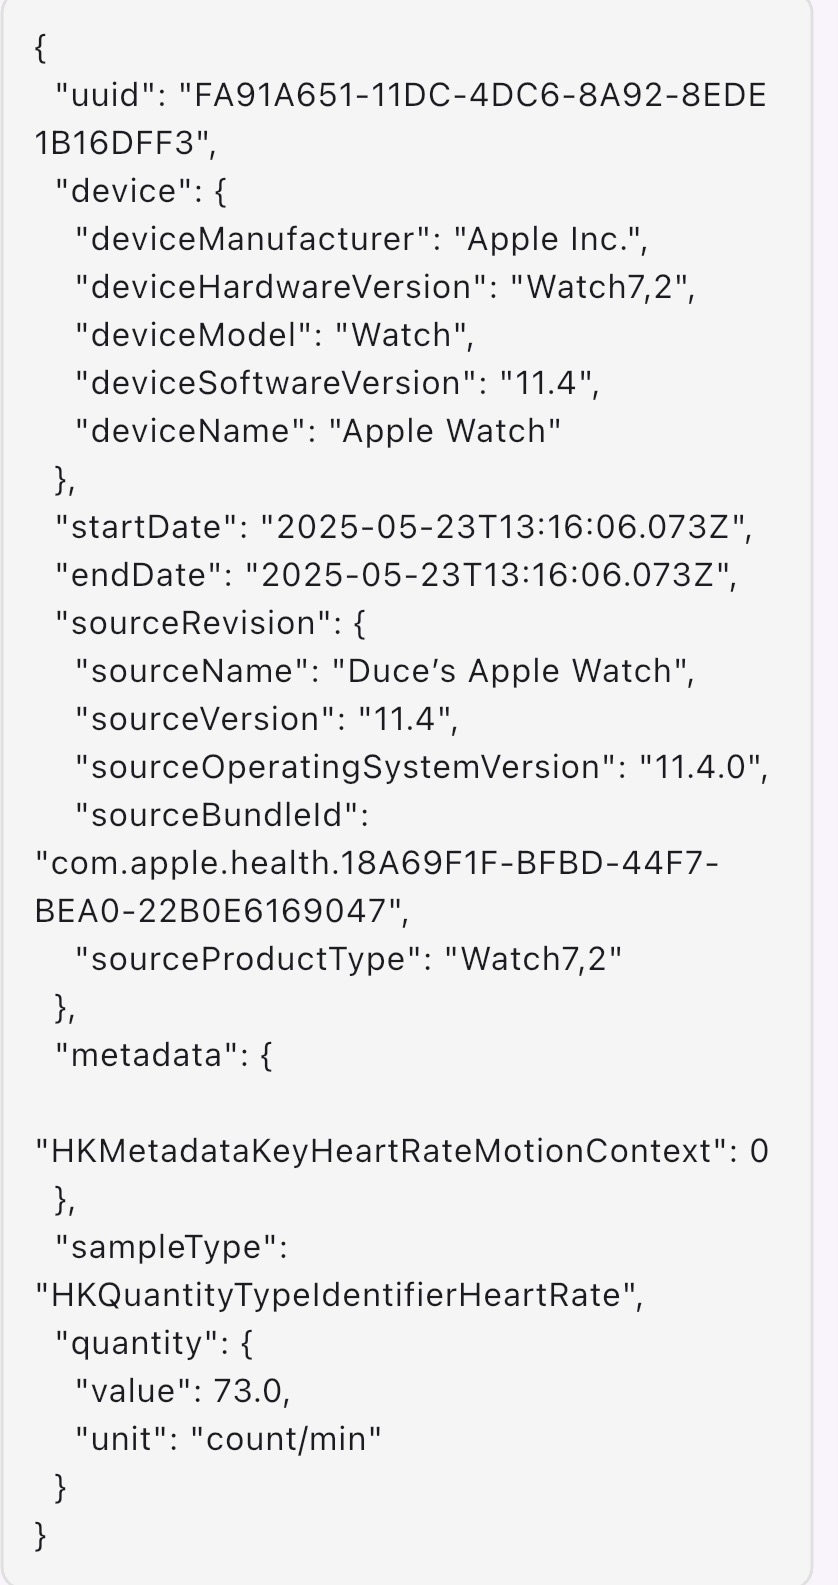 {
"uuid": "FA91A651-11DC-4DC6-8A92-8EDE
1B16DFF3",
"device": {
"deviceManufacturer": "Apple Inc.",
"deviceHardwareVersion": "Watch7,2",
"deviceModel": "Watch",
"deviceSoftwareVersion": "11.4",
"deviceName": "Apple Watch"
},
"startDate": "2025-05-23T13:16:06.073Z",
"endDate": "2025-05-23T13:16:06.073Z",
"sourceRevision": {
"sourceName": "Duce’s Apple Watch",
"sourceVersion": "11.4",
"sourceOperatingSystemVersion": "11.4.0",
"sourceBundleId":
"com.apple.health.18A69F1F-BFBD-44F7-
BEA0-22B0E6169047",
"sourceProductType": "Watch7,2"
},
"metadata": {
"HKMetadataKeyHeartRateMotionContext": 0
},
"sampleType":
"HKQuantityTypeIdentifierHeartRate",
"quantity": {
"value": 73.0,
"unit": "count/min"
}
}